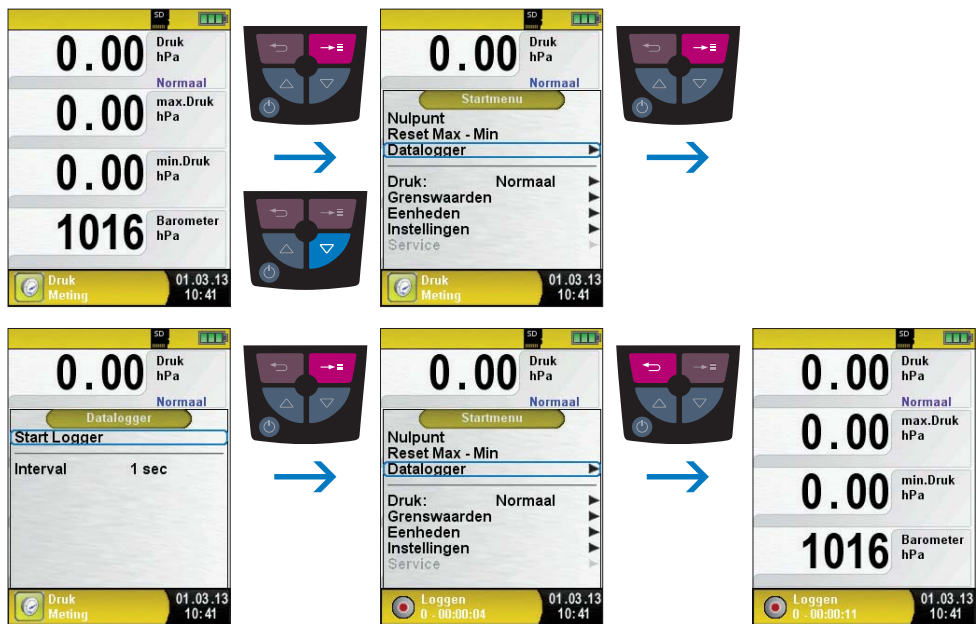 SD
0.00 Druk hPa
Normaal
0.00 max.Druk hPa
0.00 min.Druk hPa
1016 Barometer hPa
Druk 01.03.13
Meting 10:41
SD
0.00 Druk hPa
Normaal
Startmenu
Nulpunt
Reset Max - Min
Datalogger
Druk: Normaal
Grenswaarden
Eenheden
Instellingen
Service
Druk 01.03.13
Meting 10:41
SD
0.00 Druk hPa
Normaal
Datalogger
Start Logger
Interval 1 sec
Druk 01.03.13
Meting 10:41
SD
0.00 Druk hPa
Normaal
Startmenu
Nulpunt
Reset Max - Min
Datalogger
Druk: Normaal
Grenswaarden
Eenheden
Instellingen
Service
Loggen 01.03.13
0 - 00:00:04 10:41
SD
0.00 Druk hPa
Normaal
0.00 max.Druk hPa
0.00 min.Druk hPa
1016 Barometer hPa
Loggen 01.03.13
0 - 00:00:11 10:41